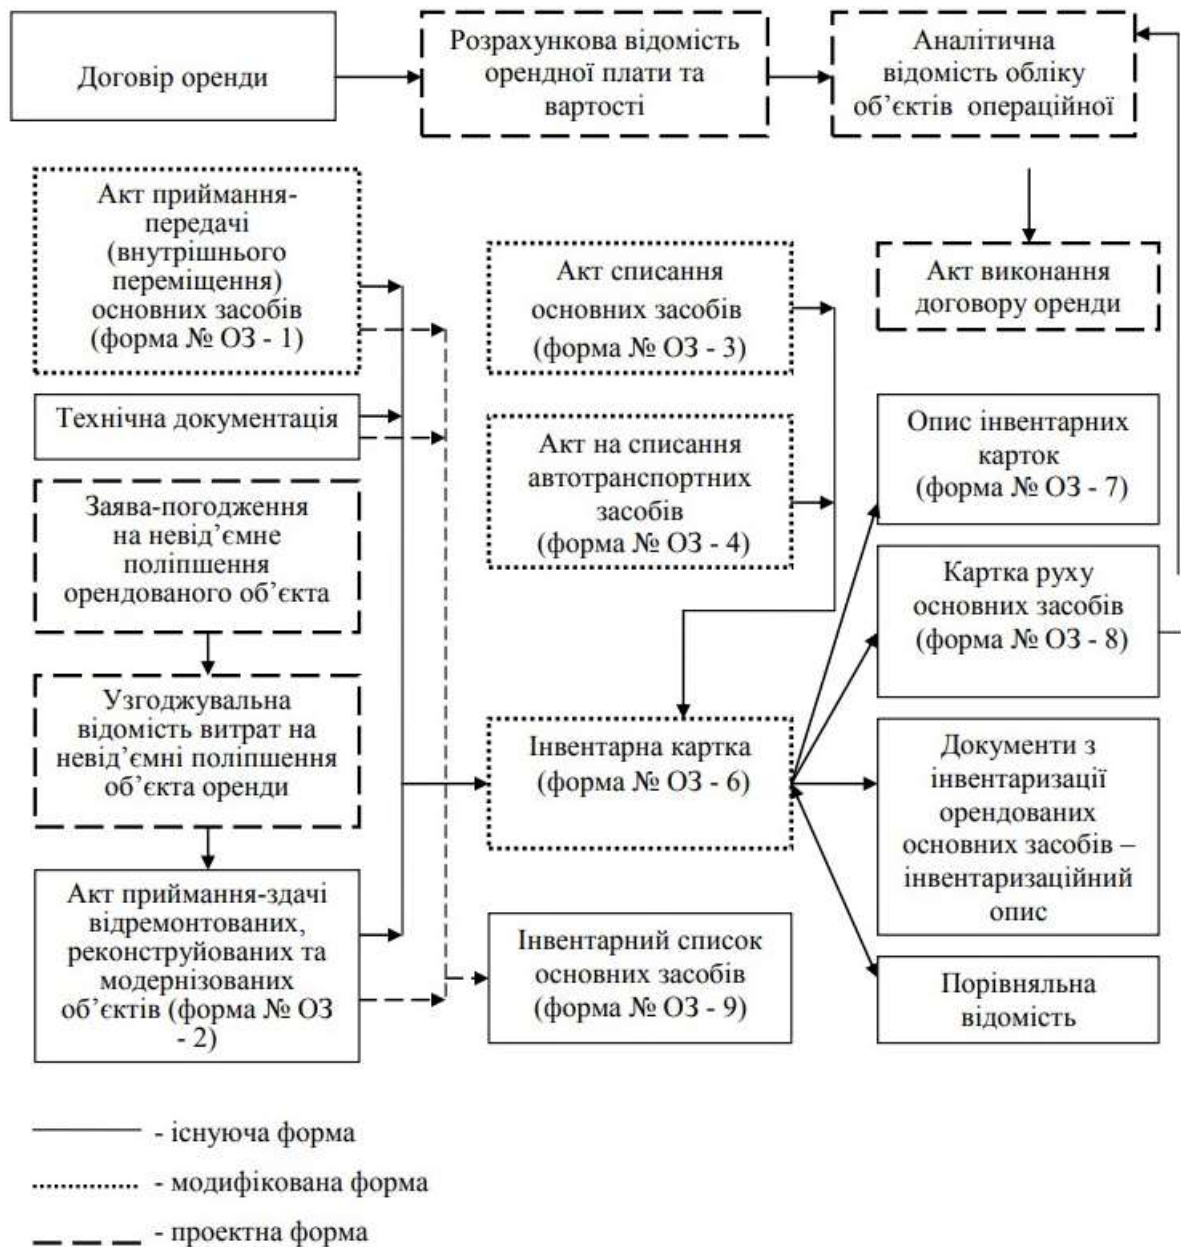 Договір оренди
Розрахункова відомість
орендної плати та
вартості
Аналітична
відомість обліку
об’єктів операційної
Акт приймання-
передачі
(внутрішнього
переміщення)
основних засобів
(форма № ОЗ - 1)
Акт списання
основних засобів
(форма № ОЗ - 3)
Акт виконання
договору оренди
Технічна документація
Акт на списання
автотранспортних
засобів
(форма № ОЗ - 4)
Опис інвентарних
карток
(форма № ОЗ - 7)
Заява-погодження
на невід’ємне
поліпшення
орендованого об’єкта
Картка руху
основних засобів
(форма № ОЗ - 8)
Узгоджувальна
відомість витрат на
невід’ємні поліпшення
об’єкта оренди
Інвентарна картка
(форма № ОЗ - 6)
Документи з
інвентаризації
орендованих
основних засобів –
інвентаризаційний
опис
Акт приймання-здачі
відремонтованих,
реконструйованих та
модернізованих
об’єктів (форма № ОЗ
- 2)
Інвентарний список
основних засобів
(форма № ОЗ - 9)
Порівняльна
відомість
- існуюча форма
- модифікована форма
- проектна форма